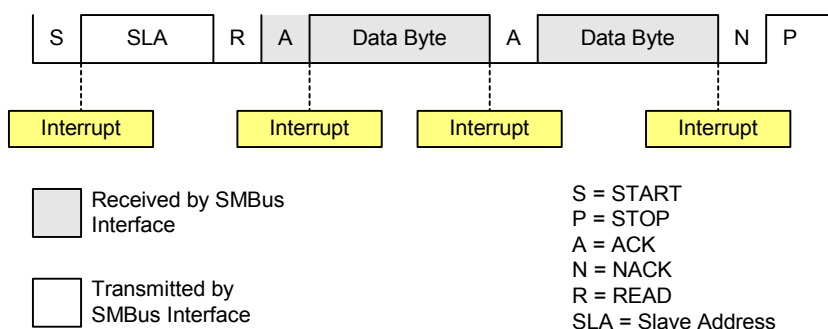 S SLA R A Data Byte A Data Byte N P
Interrupt Interrupt Interrupt Interrupt
Received by SMBus
Interface
Transmitted by
SMBus Interface
S = START
P = STOP
A = ACK
N = NACK
R = READ
SLA = Slave Address